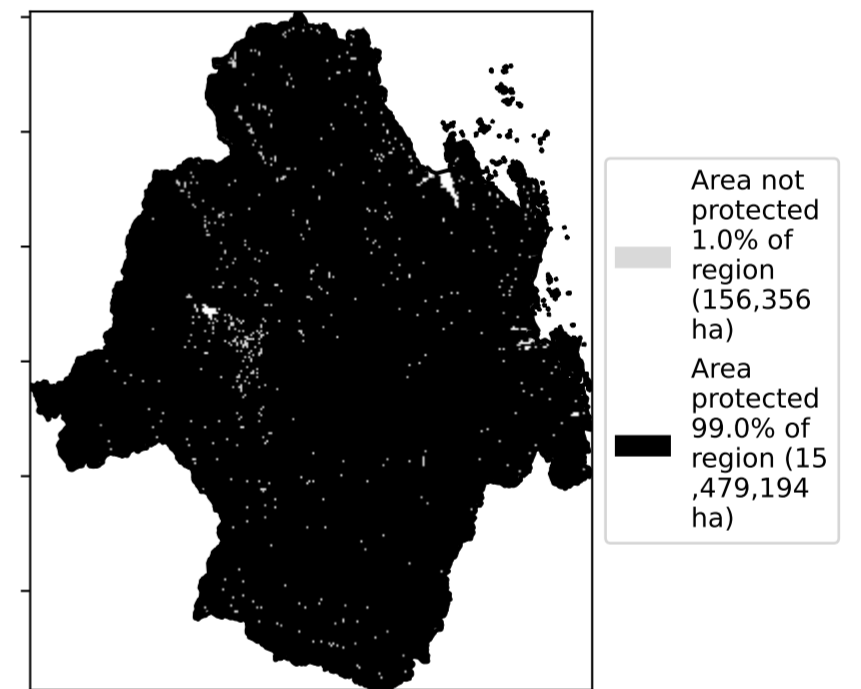 Area not
protected
1.0% of
region
(156,356
ha)
Area
protected
99.0% of
region (15
,479,194
ha)